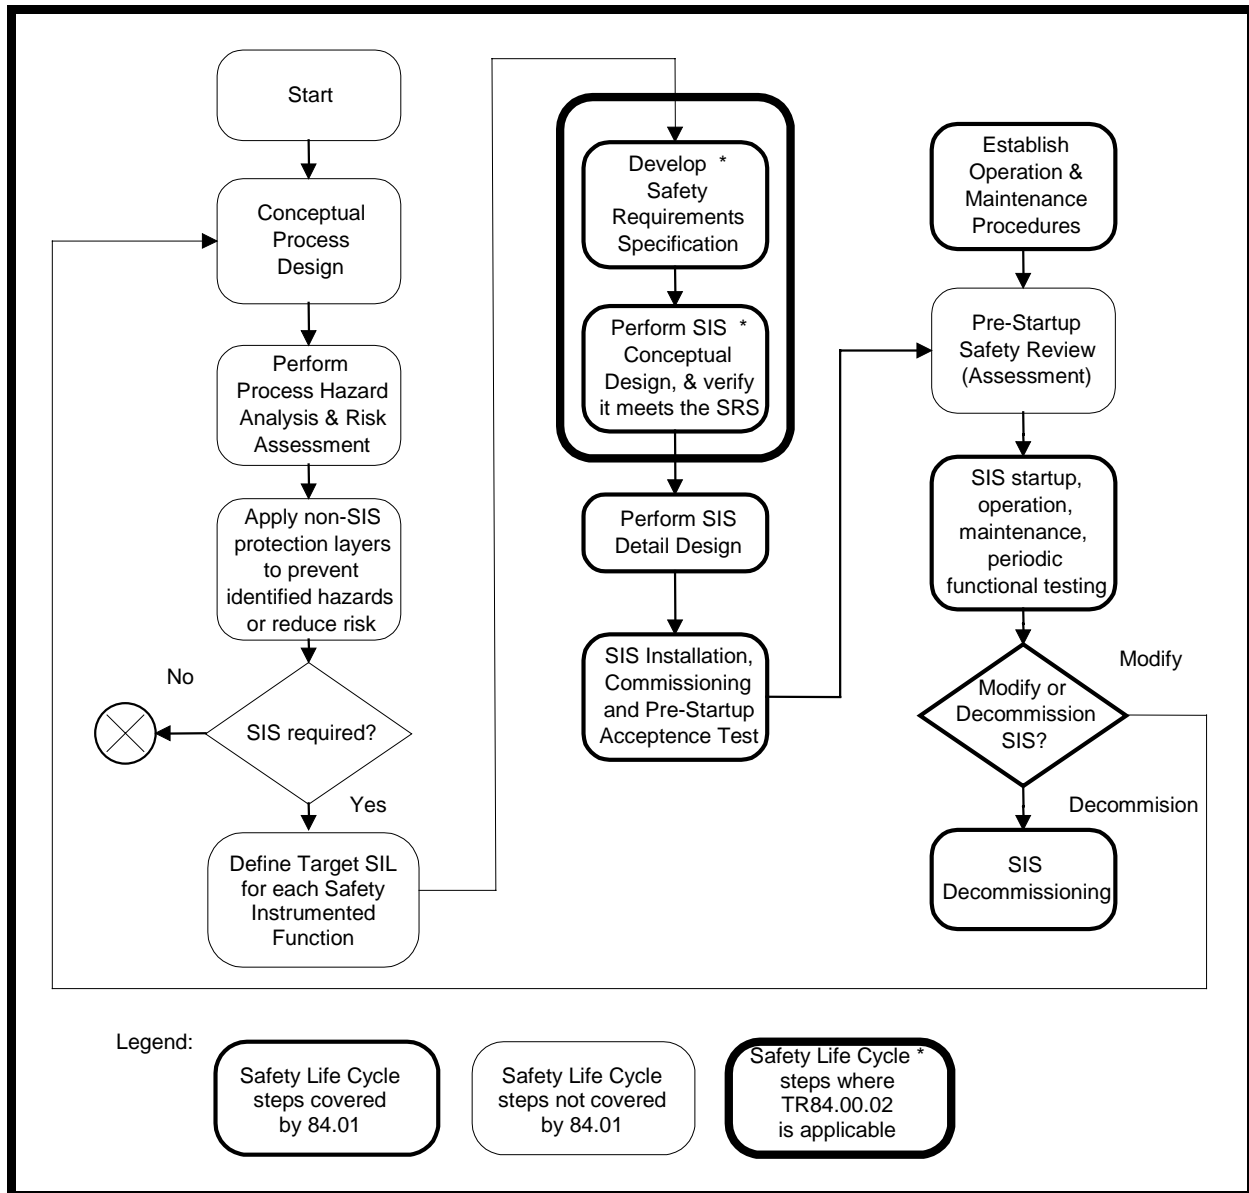 Start
Conceptual
Process
Design
Perform
Process Hazard
Analysis & Risk
Assessment
Apply non-SIS
protection layers
to prevent
identified hazards
or reduce risk
No
SIS required?
Yes
Define Target SIL
for each Safety
Instrumented
Function
Develop *
Safety
Requirements
Specification
Perform SIS *
Conceptual
Design, & verify
it meets the SRS
Perform SIS
Detail Design
SIS Installation,
Commissioning
and Pre-Startup
Acceptence Test
Establish
Operation &
Maintenance
Procedures
Pre-Startup
Safety Review
(Assessment)
SIS startup,
operation,
maintenance,
periodic
functional testing
Modify
Modify or
Decommission
SIS?
Decommision
SIS
Decommissioning
Legend:
Safety Life Cycle
steps covered
by 84.01
Safety Life Cycle
steps not covered
by 84.01
Safety Life Cycle *
steps where
TR84.00.02
is applicable